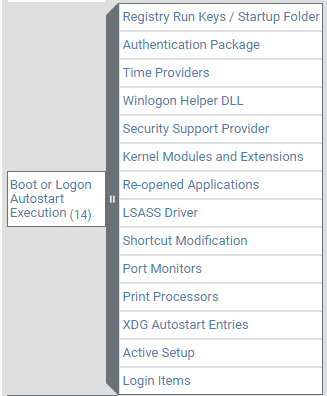 Registry Run Keys / Startup Folder
Authentication Package
Time Providers
Winlogon Helper DLL
Security Support Provider
Kernel Modules and Extensions
Boot or Logon
Autostart
Execution (14)
Re-opened Applications
LSASS Driver
Shortcut Modification
Port Monitors
Print Processors
XDG Autostart Entries
Active Setup
Login Items